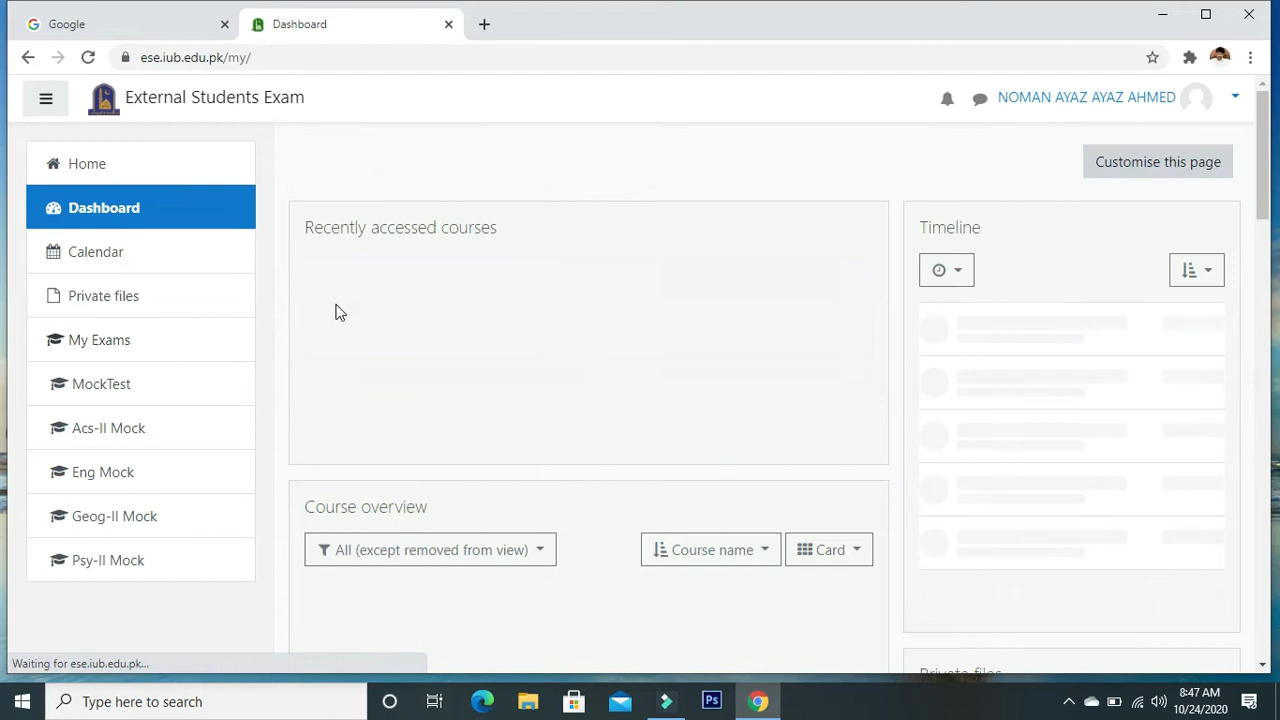 Google
Dashboard
ese.iub.edu.pk/my/
External Students Exam
NOMAN AYAZ AYAZ AHMED
Home
Dashboard
Calendar
Private files
My Exams
MockTest
Acs-II Mock
Eng Mock
Geog-II Mock
Psy-II Mock
Customise this page
Recently accessed courses
Timeline
Course overview
All (except removed from view)
Course name
Card
Private files
Waiting for ese.iub.edu.pk...
Type here to search
Ps
8:47 AM
10/24/2020